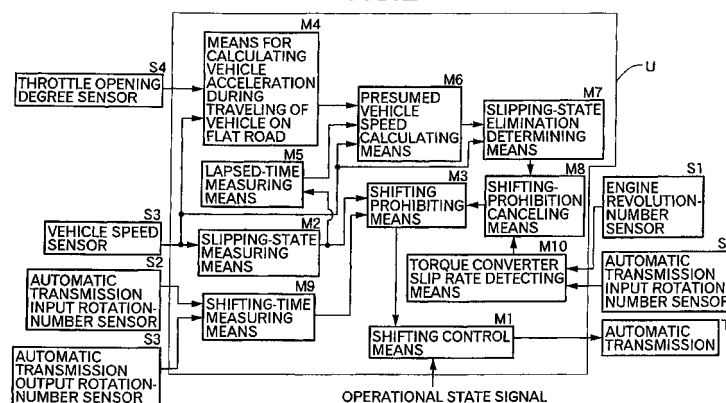 S4
THROTTLE OPENING
DEGREE SENSOR
M4
MEANS FOR
CALCULATING
VEHICLE
ACCELERATION
DURING
TRAVELING OF
VEHICLE ON
FLAT ROAD
M6
PRESUMED
VEHICLE
SPEED
CALCULATING
MEANS
U
M7
SLIPPING-STATE
ELIMINATION
DETERMINING
MEANS
M5
LAPSED-TIME
MEASURING
MEANS
M3
SHIFTING
PROHIBITING
MEANS
M8
SHIFTING-
PROHIBITION
CANCELING
MEANS
S1
ENGINE
REVOLUTION-
NUMBER
SENSOR
S3
VEHICLE SPEED
SENSOR
M2
SLIPPING-STATE
MEASURING
MEANS
M10
TORQUE CONVERTER
SLIP RATE DETECTING
MEANS
S
AUTOMATIC
TRANSMISSION
INPUT ROTATION-
NUMBER SENSOR
S2
AUTOMATIC
TRANSMISSION
INPUT ROTATION-
NUMBER SENSOR
M9
SHIFTING-TIME
MEASURING
MEANS
M1
SHIFTING CONTROL
MEANS
T
AUTOMATIC
TRANSMISSION
S3
AUTOMATIC
TRANSMISSION
OUTPUT ROTATION-
NUMBER SENSOR
OPERATIONAL STATE SIGNAL